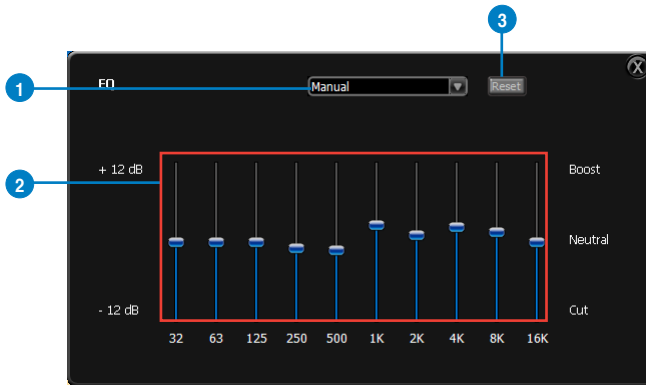 3
1
EQ
Manual
Reset
X
2
+ 12 dB
Boost
Neutral
- 12 dB
Cut
32 63 125 250 500 1K 2K 4K 8K 16K